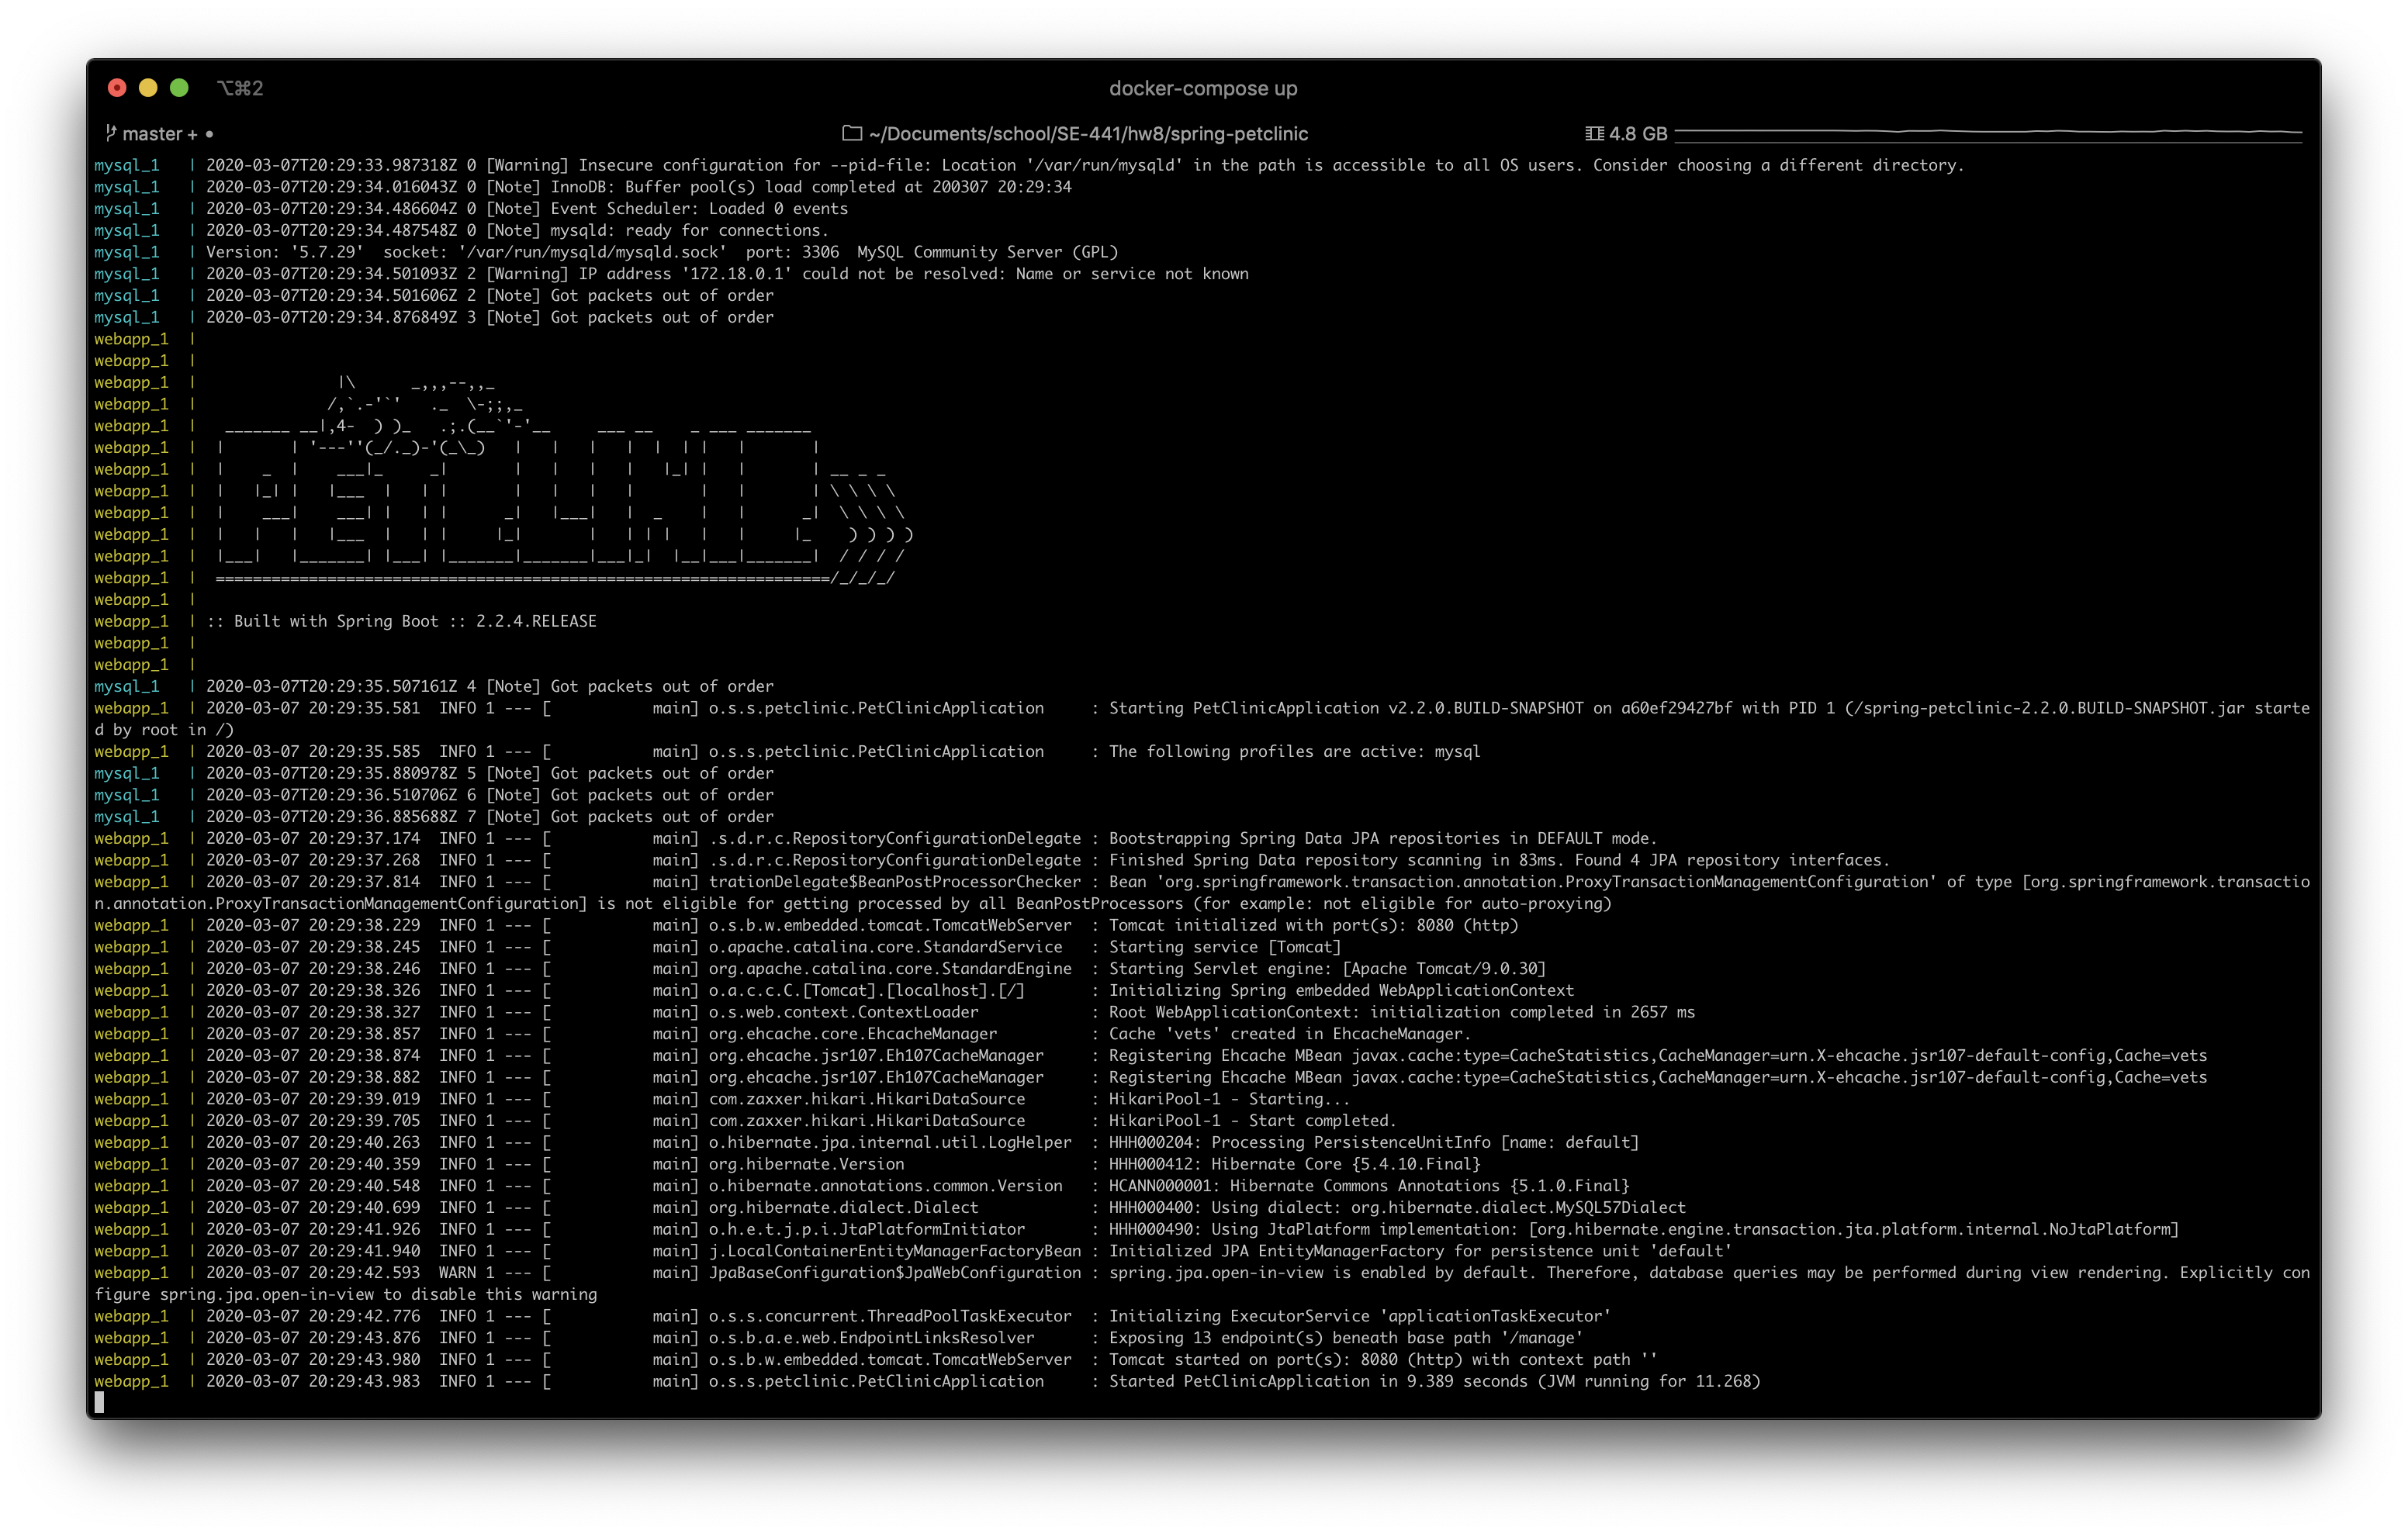 ⌥⌘2
docker-compose up
master + ●
~/Documents/school/SE-441/hw8/spring-petclinic
4.8 GB
mysql_1   | 2020-03-07T20:29:33.987318Z 0 [Warning] Insecure configuration for --pid-file: Location '/var/run/mysqld' in the path is accessible to all OS users. Consider choosing a different directory.
mysql_1   | 2020-03-07T20:29:34.016043Z 0 [Note] InnoDB: Buffer pool(s) load completed at 200307 20:29:34
mysql_1   | 2020-03-07T20:29:34.486604Z 0 [Note] Event Scheduler: Loaded 0 events
mysql_1   | 2020-03-07T20:29:34.487548Z 0 [Note] mysqld: ready for connections.
mysql_1   | Version: '5.7.29'  socket: '/var/run/mysqld/mysqld.sock'  port: 3306  MySQL Community Server (GPL)
mysql_1   | 2020-03-07T20:29:34.501093Z 2 [Warning] IP address '172.18.0.1' could not be resolved: Name or service not known
mysql_1   | 2020-03-07T20:29:34.501606Z 2 [Note] Got packets out of order
mysql_1   | 2020-03-07T20:29:34.876849Z 3 [Note] Got packets out of order
webapp_1  |
webapp_1  |
webapp_1  |                |\      _,,,--,,_
webapp_1  |               /,`.-'`'   ._  \-;;,_
webapp_1  |    _______ __|,4-  ) )_   .;.(__`'-'__     ___ __    _ ___ _______
webapp_1  |   |       | '---''(_/._)-'(_\_)   |   |   |   |  |  | |   |       |
webapp_1  |   |    _  |    ___|_     _|       |   |   |   |   |_| |   |       | __ _ _
webapp_1  |   |   |_| |   |___  |   | |       |   |   |   |       |   |       | \ \ \ \
webapp_1  |   |    ___|    ___| |   | |      _|   |___|   |  _    |   |      _|  \ \ \ \
webapp_1  |   |   |   |   |___  |   | |     |_|       |   | | |   |   |     |_    ) ) ) )
webapp_1  |   |___|   |_______| |___| |_______|_______|___|_|  |__|___|_______|  / / / /
webapp_1  |   ==================================================================/_/_/_/
webapp_1  |
webapp_1  | :: Built with Spring Boot :: 2.2.4.RELEASE
webapp_1  |
webapp_1  |
mysql_1   | 2020-03-07T20:29:35.507161Z 4 [Note] Got packets out of order
webapp_1  | 2020-03-07 20:29:35.581  INFO 1 --- [           main] o.s.s.petclinic.PetClinicApplication     : Starting PetClinicApplication v2.2.0.BUILD-SNAPSHOT on a60ef29427bf with PID 1 (/spring-petclinic-2.2.0.BUILD-SNAPSHOT.jar starte
d by root in /)
webapp_1  | 2020-03-07 20:29:35.585  INFO 1 --- [           main] o.s.s.petclinic.PetClinicApplication     : The following profiles are active: mysql
mysql_1   | 2020-03-07T20:29:35.880978Z 5 [Note] Got packets out of order
mysql_1   | 2020-03-07T20:29:36.510706Z 6 [Note] Got packets out of order
mysql_1   | 2020-03-07T20:29:36.885688Z 7 [Note] Got packets out of order
webapp_1  | 2020-03-07 20:29:37.174  INFO 1 --- [           main] .s.d.r.c.RepositoryConfigurationDelegate : Bootstrapping Spring Data JPA repositories in DEFAULT mode.
webapp_1  | 2020-03-07 20:29:37.268  INFO 1 --- [           main] .s.d.r.c.RepositoryConfigurationDelegate : Finished Spring Data repository scanning in 83ms. Found 4 JPA repository interfaces.
webapp_1  | 2020-03-07 20:29:37.814  INFO 1 --- [           main] trationDelegate$BeanPostProcessorChecker : Bean 'org.springframework.transaction.annotation.ProxyTransactionManagementConfiguration' of type [org.springframework.transactio
n.annotation.ProxyTransactionManagementConfiguration] is not eligible for getting processed by all BeanPostProcessors (for example: not eligible for auto-proxying)
webapp_1  | 2020-03-07 20:29:38.229  INFO 1 --- [           main] o.s.b.w.embedded.tomcat.TomcatWebServer  : Tomcat initialized with port(s): 8080 (http)
webapp_1  | 2020-03-07 20:29:38.245  INFO 1 --- [           main] o.apache.catalina.core.StandardService   : Starting service [Tomcat]
webapp_1  | 2020-03-07 20:29:38.246  INFO 1 --- [           main] org.apache.catalina.core.StandardEngine  : Starting Servlet engine: [Apache Tomcat/9.0.30]
webapp_1  | 2020-03-07 20:29:38.326  INFO 1 --- [           main] o.a.c.c.C.[Tomcat].[localhost].[/]       : Initializing Spring embedded WebApplicationContext
webapp_1  | 2020-03-07 20:29:38.327  INFO 1 --- [           main] o.s.web.context.ContextLoader            : Root WebApplicationContext: initialization completed in 2657 ms
webapp_1  | 2020-03-07 20:29:38.857  INFO 1 --- [           main] org.ehcache.core.EhcacheManager          : Cache 'vets' created in EhcacheManager.
webapp_1  | 2020-03-07 20:29:38.874  INFO 1 --- [           main] org.ehcache.jsr107.Eh107CacheManager     : Registering Ehcache MBean javax.cache:type=CacheStatistics,CacheManager=urn.X-ehcache.jsr107-default-config,Cache=vets
webapp_1  | 2020-03-07 20:29:38.882  INFO 1 --- [           main] org.ehcache.jsr107.Eh107CacheManager     : Registering Ehcache MBean javax.cache:type=CacheStatistics,CacheManager=urn.X-ehcache.jsr107-default-config,Cache=vets
webapp_1  | 2020-03-07 20:29:39.019  INFO 1 --- [           main] com.zaxxer.hikari.HikariDataSource       : HikariPool-1 - Starting...
webapp_1  | 2020-03-07 20:29:39.705  INFO 1 --- [           main] com.zaxxer.hikari.HikariDataSource       : HikariPool-1 - Start completed.
webapp_1  | 2020-03-07 20:29:40.263  INFO 1 --- [           main] o.hibernate.jpa.internal.util.LogHelper  : HHH000204: Processing PersistenceUnitInfo [name: default]
webapp_1  | 2020-03-07 20:29:40.359  INFO 1 --- [           main] org.hibernate.Version                    : HHH000412: Hibernate Core {5.4.10.Final}
webapp_1  | 2020-03-07 20:29:40.548  INFO 1 --- [           main] o.hibernate.annotations.common.Version   : HCANN000001: Hibernate Commons Annotations {5.1.0.Final}
webapp_1  | 2020-03-07 20:29:40.699  INFO 1 --- [           main] org.hibernate.dialect.Dialect            : HHH000400: Using dialect: org.hibernate.dialect.MySQL57Dialect
webapp_1  | 2020-03-07 20:29:41.926  INFO 1 --- [           main] o.h.e.t.j.p.i.JtaPlatformInitiator       : HHH000490: Using JtaPlatform implementation: [org.hibernate.engine.transaction.jta.platform.internal.NoJtaPlatform]
webapp_1  | 2020-03-07 20:29:41.940  INFO 1 --- [           main] j.LocalContainerEntityManagerFactoryBean : Initialized JPA EntityManagerFactory for persistence unit 'default'
webapp_1  | 2020-03-07 20:29:42.593  WARN 1 --- [           main] JpaBaseConfiguration$JpaWebConfiguration : spring.jpa.open-in-view is enabled by default. Therefore, database queries may be performed during view rendering. Explicitly con
figure spring.jpa.open-in-view to disable this warning
webapp_1  | 2020-03-07 20:29:42.776  INFO 1 --- [           main] o.s.s.concurrent.ThreadPoolTaskExecutor  : Initializing ExecutorService 'applicationTaskExecutor'
webapp_1  | 2020-03-07 20:29:43.876  INFO 1 --- [           main] o.s.b.a.e.web.EndpointLinksResolver      : Exposing 13 endpoint(s) beneath base path '/manage'
webapp_1  | 2020-03-07 20:29:43.980  INFO 1 --- [           main] o.s.b.w.embedded.tomcat.TomcatWebServer  : Tomcat started on port(s): 8080 (http) with context path ''
webapp_1  | 2020-03-07 20:29:43.983  INFO 1 --- [           main] o.s.s.petclinic.PetClinicApplication     : Started PetClinicApplication in 9.389 seconds (JVM running for 11.268)